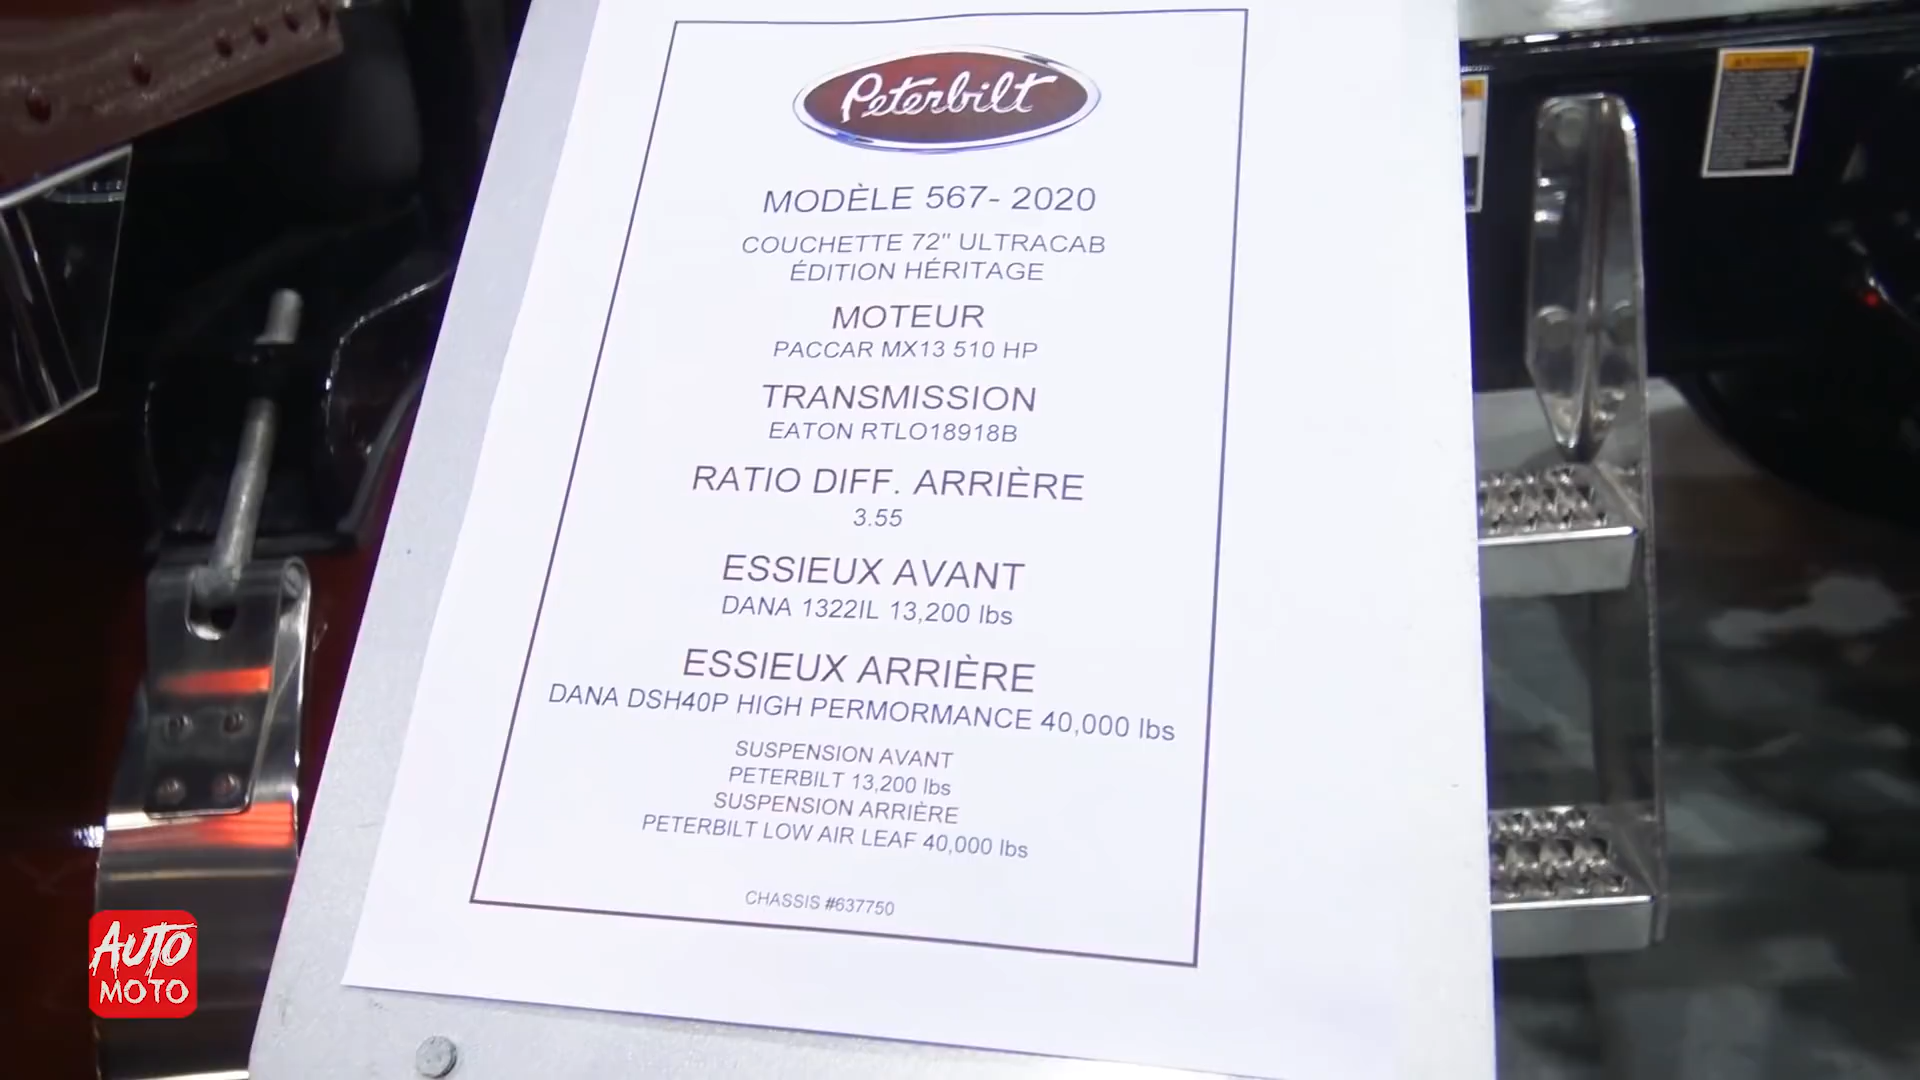 Peterbilt
MODÈLE 567- 2020
COUCHETTE 72" ULTRACAB
ÉDITION HÉRITAGE
MOTEUR
PACCAR MX13 510 HP
TRANSMISSION
EATON RTLO18918B
RATIO DIFF. ARRIÈRE
3.55
ESSIEUX AVANT
DANA 1322IL 13,200 lbs
ESSIEUX ARRIÈRE
DANA DSH40P HIGH PERMORMANCE 40,000 lbs
SUSPENSION AVANT
PETERBILT 13,200 lbs
SUSPENSION ARRIÈRE
PETERBILT LOW AIR LEAF 40,000 lbs
CHASSIS #637750
AUTO
MOTO